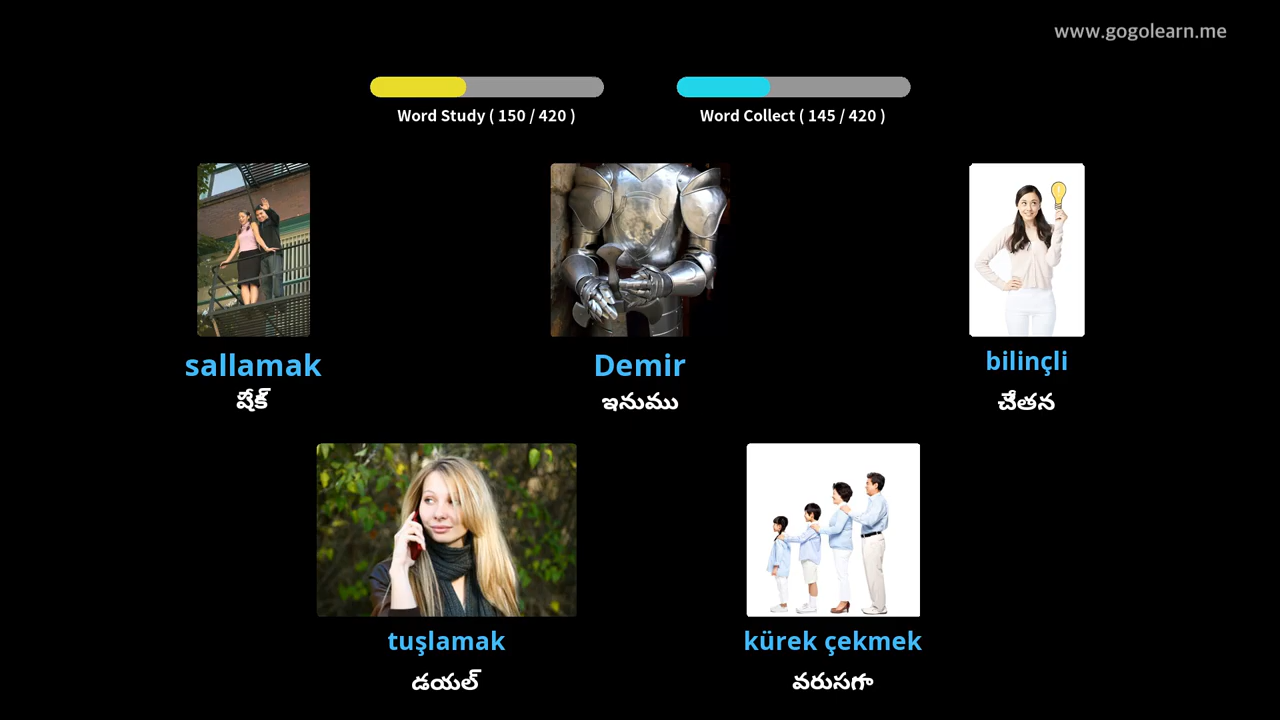 www.gogolearn.me
Word Study ( 150 / 420 )
Word Collect ( 145 / 420 )
sallamak
షేక్
Demir
ఇనుము
bilinçli
చేతన
tuşlamak
డయల్
kürek çekmek
వరుసగా